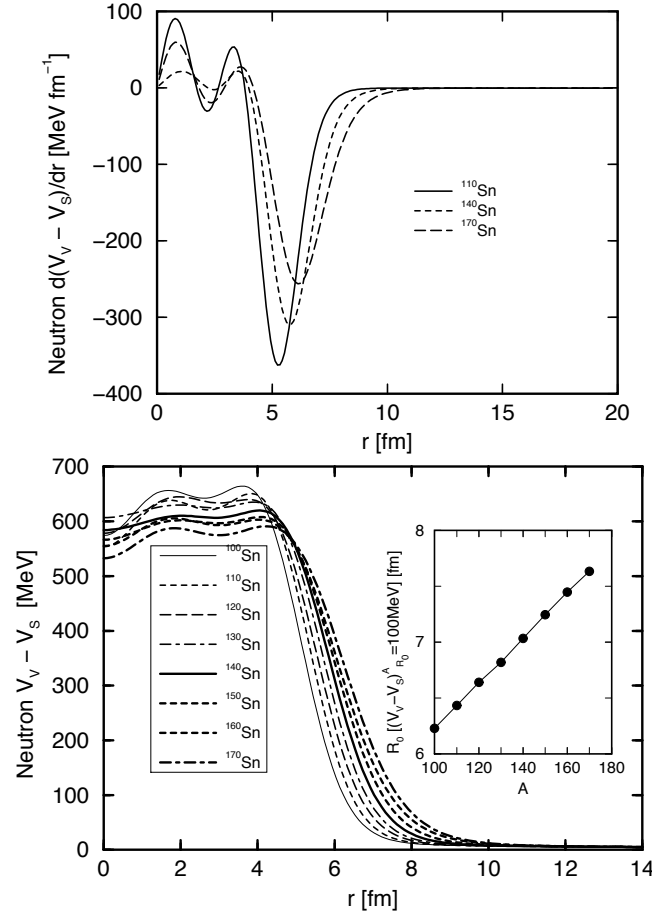 100
0
−100
−200
−300
−400
Neutron d(V_V − V_S)/dr [MeV fm⁻¹]
¹¹⁰Sn
¹⁴⁰Sn
¹⁷⁰Sn
0 5 10 15 20
r [fm]
700
600
500
400
300
200
100
0
Neutron V_V − V_S [MeV]
¹⁰⁰Sn
¹¹⁰Sn
¹²⁰Sn
¹³⁰Sn
¹⁴⁰Sn
¹⁵⁰Sn
¹⁶⁰Sn
¹⁷⁰Sn
8
7
6
R₀ [(V_V−V_S)^A_{R₀}=100MeV] [fm]
100 120 140 160 180
A
0 2 4 6 8 10 12 14
r [fm]